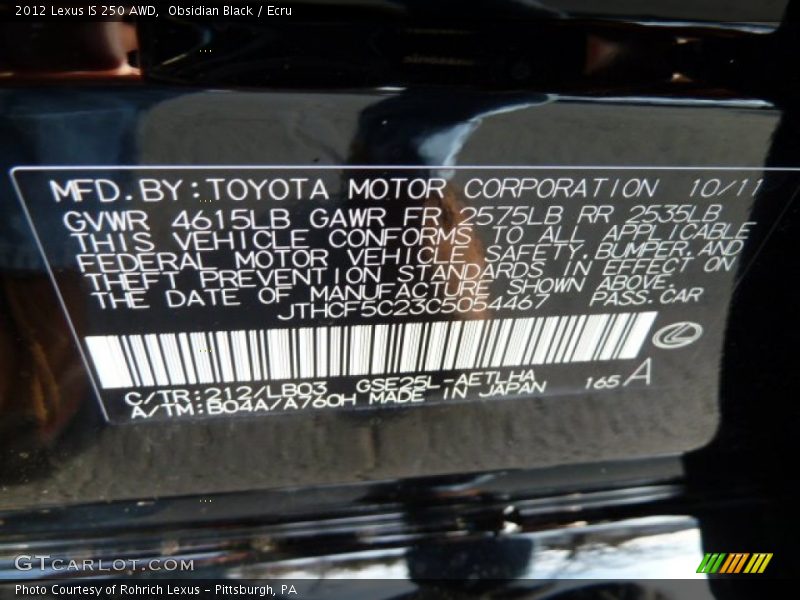 2012 Lexus IS 250 AWD,  Obsidian Black / Ecru
MFD. BY: TOYOTA MOTOR CORPORATION 10/11
GVWR 4615LB GAWR FR 2575LB RR 2535LB
THIS VEHICLE CONFORMS TO ALL APPLICABLE
FEDERAL MOTOR VEHICLE SAFETY, BUMPER, AND
THEFT PREVENTION STANDARDS IN EFFECT ON
THE DATE OF MANUFACTURE SHOWN ABOVE.
JTHCF5C23C5054467 PASS. CAR
C/TR: 212/LB03 GSE25L-AETLHA
A/TM: B04A/A760H MADE IN JAPAN 165 A
GTCARLOT.COM
Photo Courtesy of Rohrich Lexus – Pittsburgh, PA